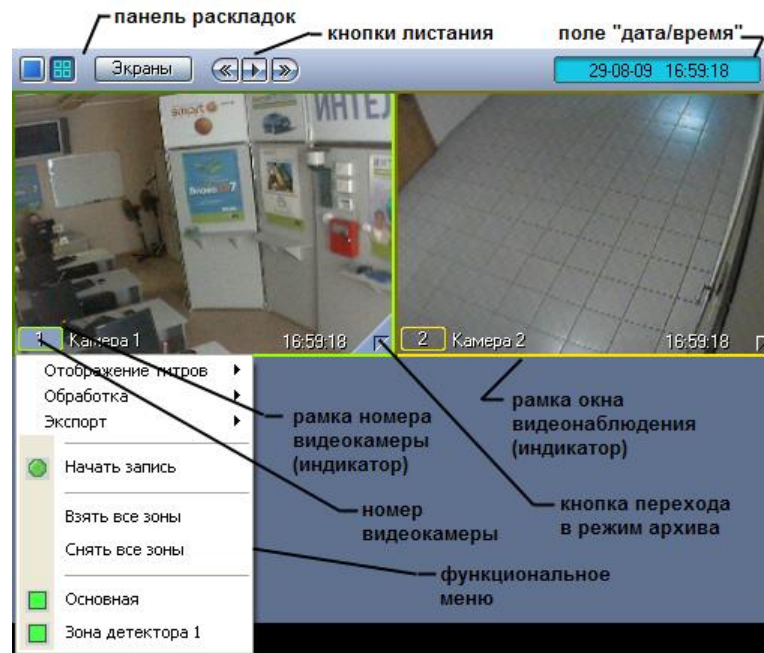 панель раскладок
кнопки листания
поле "дата/время"
Экраны
29-08-09 16:59:18
smart
ИНТЕЛ
1 Камера 1 16:59:18
2 Камера 2 16:59:18
Отображение титров
Обработка
Экспорт
Начать запись
Взять все зоны
Снять все зоны
Основная
Зона детектора 1
рамка номера
видеокамеры
(индикатор)
номер
видеокамеры
рамка окна
видеонаблюдения
(индикатор)
кнопка перехода
в режим архива
функциональное
меню